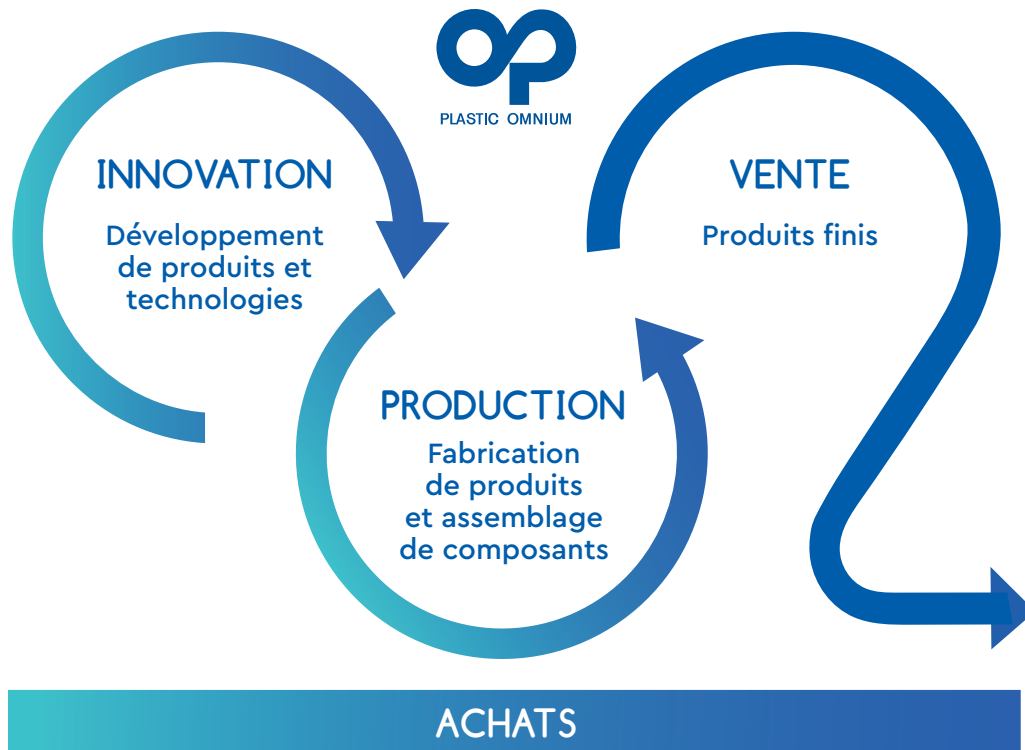 PLASTIC OMNIUM
INNOVATION
Développement
de produits et
technologies
VENTE
Produits finis
PRODUCTION
Fabrication
de produits
et assemblage
de composants
ACHATS